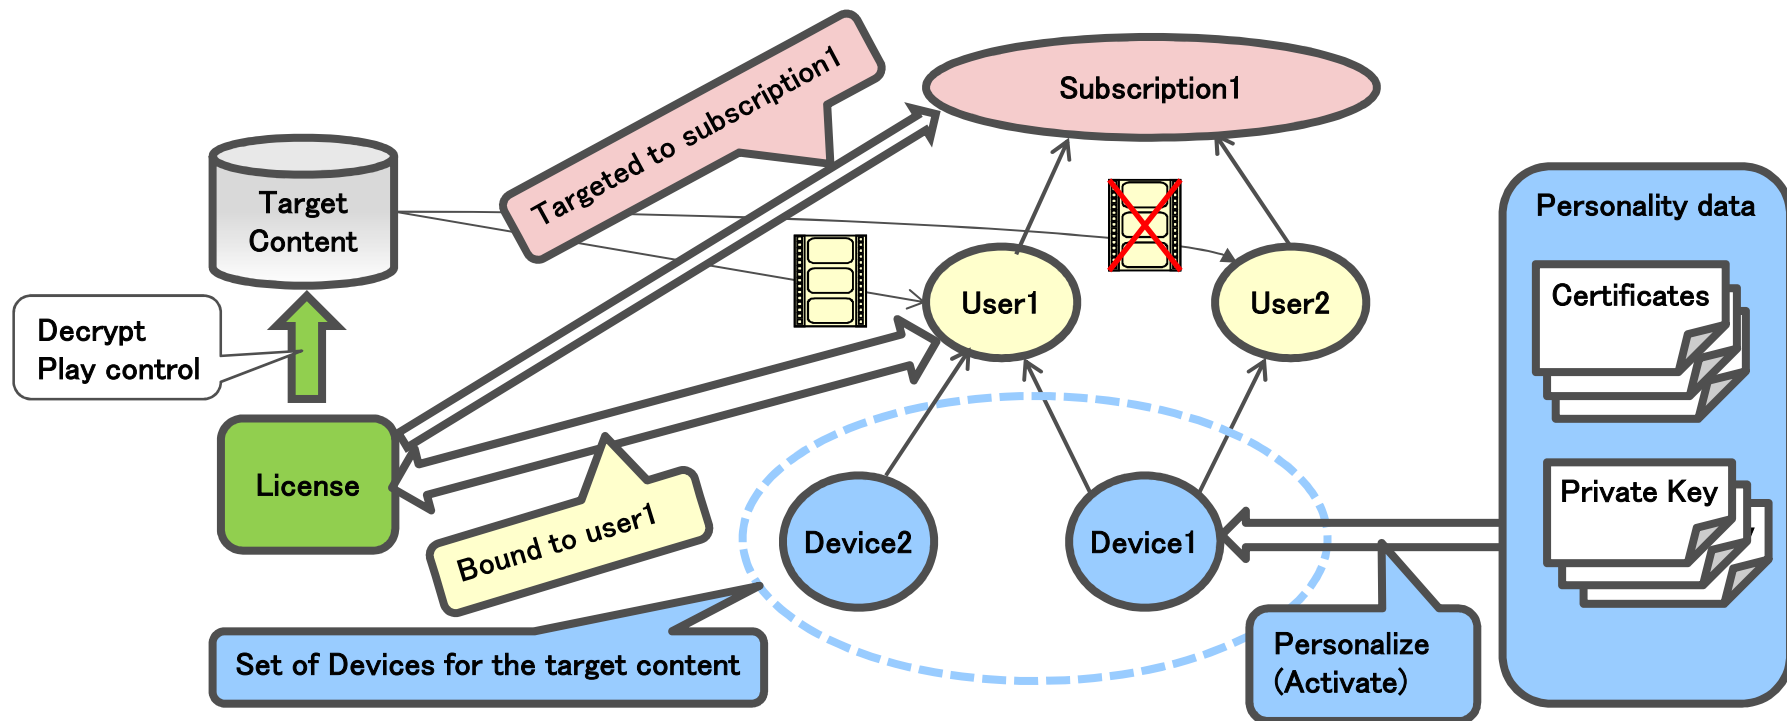 Subscription1
Targeted to subscription1
Target
Content
Personality data
Certificates
User1
User2
Decrypt
Play control
License
Private Key
Bound to user1
Device2
Device1
Set of Devices for the target content
Personalize
(Activate)